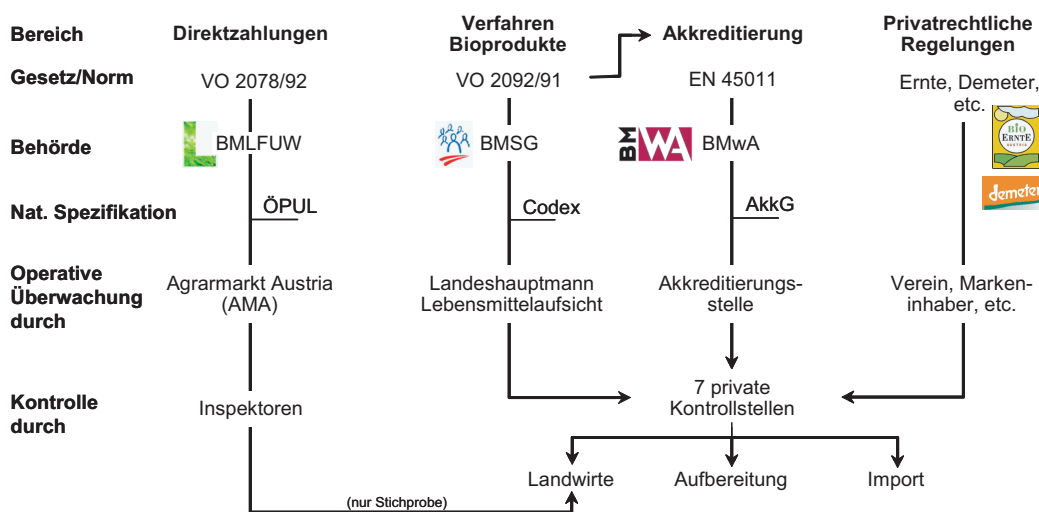 Bereich
Direktzahlungen
Verfahren
Bioprodukte
Akkreditierung
Privatrechtliche
Regelungen
Gesetz/Norm
VO 2078/92
VO 2092/91
EN 45011
Ernte, Demeter,
etc.
Behörde
L
BMLFUW
BMSG
BM
WA
BMwA
BIO
ERNTE
austria
demeter
Nat. Spezifikation
ÖPUL
Codex
AkkG
Operative
Überwachung
durch
Agrarmarkt Austria
(AMA)
Landeshauptmann
Lebensmittelaufsicht
Akkreditierungs-
stelle
Verein, Marken-
inhaber, etc.
Kontrolle
durch
Inspektoren
7 private
Kontrollstellen
Landwirte
Aufbereitung
Import
(nur Stichprobe)